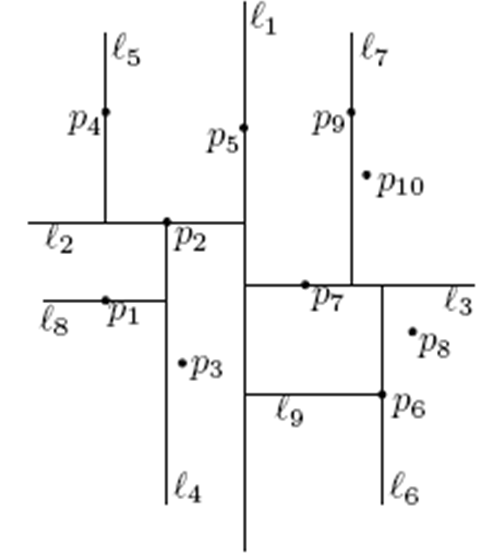 ℓ₁
ℓ₅ ℓ₇
p₄ p₅ p₉
p₁₀
ℓ₂ p₂
ℓ₈ p₁ p₇ ℓ₃
p₃ p₈
ℓ₉ p₆
ℓ₄ ℓ₆